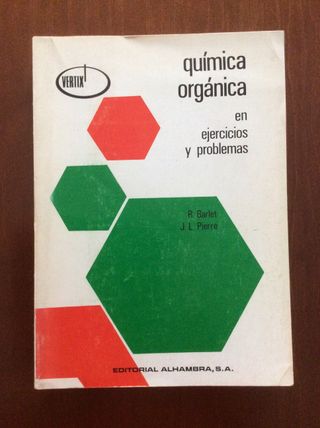 VERTIX
química
orgánica
en
ejercicios
y problemas
R. Barlet
J. L. Pierre
EDITORIAL ALHAMBRA, S.A.